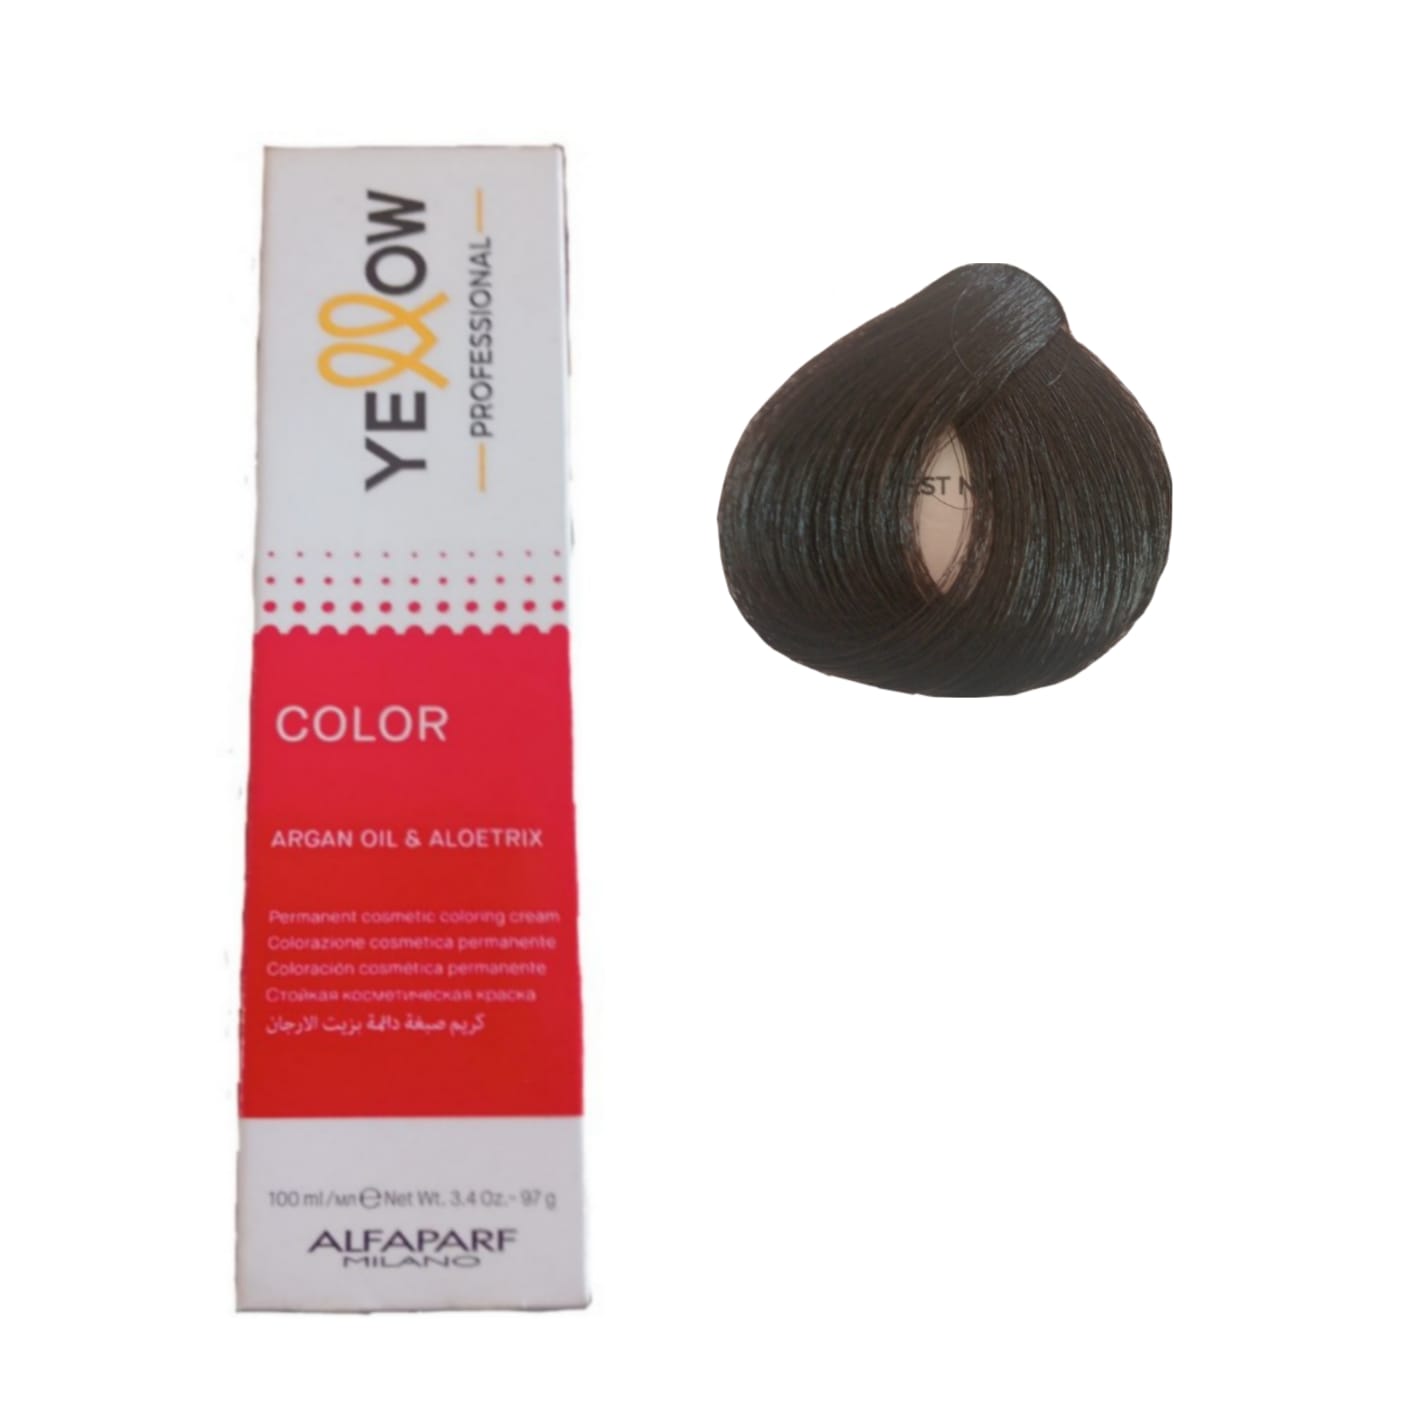 YELLOW
PROFESSIONAL
COLOR
ARGAN OIL & ALOETRIX
Permanent cosmetic coloring cream
Colorazione cosmetica permanente
Coloración cosmética permanente
Стойкая косметическая краска
كريم صبغة دائمة بزيت الارجان
100 ml/мл ℮ Net Wt. 3.4 Oz.- 97 g
ALFAPARF
MILANO
ST N